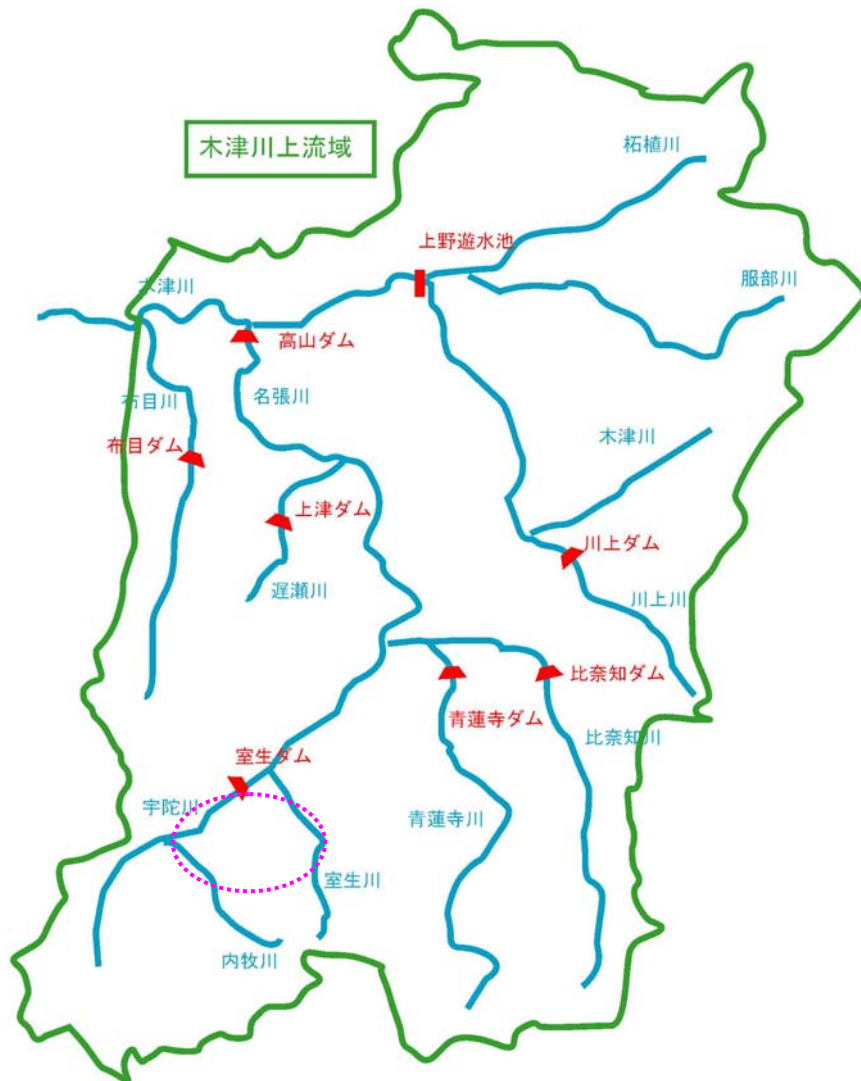 木津川上流域
柘植川
上野遊水池
服部川
木津川
高山ダム
名張川
布目川
布目ダム
木津川
上津ダム
川上ダム
遅瀬川
川上川
比奈知ダム
青蓮寺ダム
比奈知川
室生ダム
宇陀川
青蓮寺川
室生川
内牧川